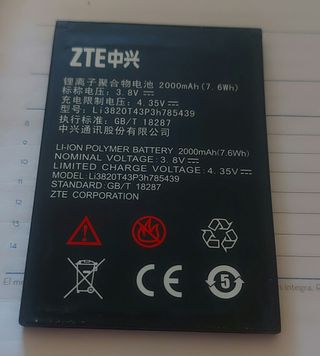 ZTE中兴
锂离子聚合物电池 2000mAh(7.6Wh)
标称电压: 3.8V
充电限制电压: 4.35V
型号: Li3820T43P3h785439
执行标准: GB/T 18287
中兴通讯股份有限公司
LI-ION POLYMER BATTERY 2000mAh(7.6Wh)
NOMINAL VOLTAGE: 3.8V
LIMITED CHARGE VOLTAGE: 4.35V
MODEL: Li3820T43P3h785439
STANDARD: GB/T 18287
ZTE CORPORATION
CE
5